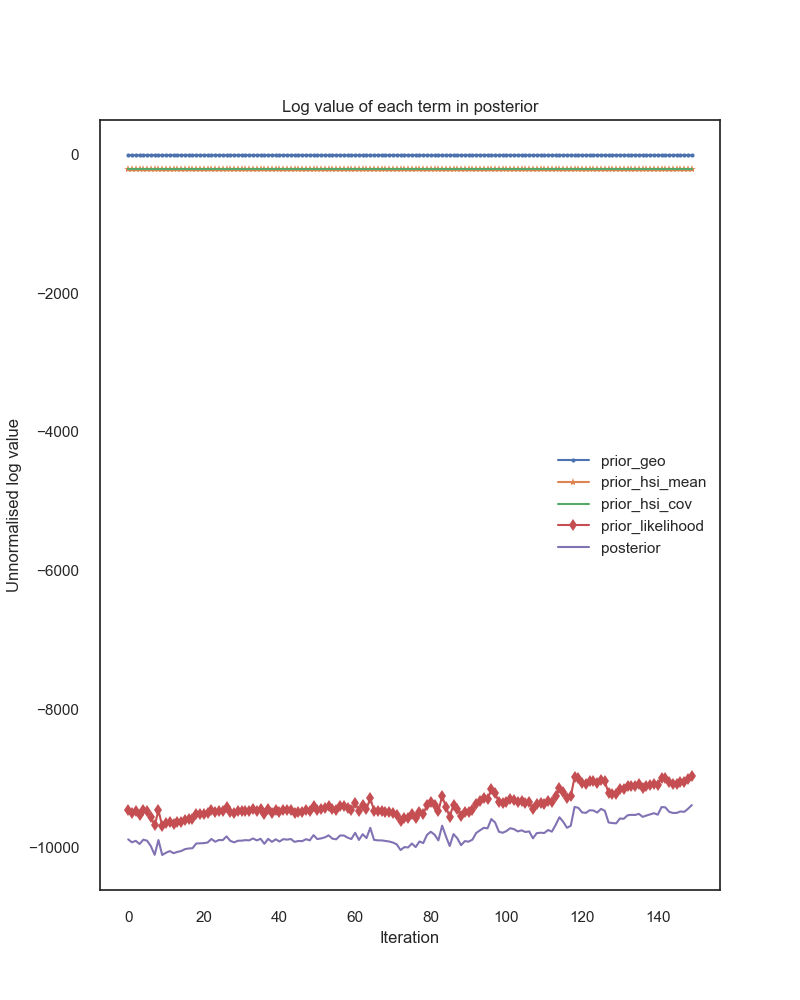 Log value of each term in posterior
Unnormalised log value
0
−2000
−4000
−6000
−8000
−10000
prior_geo
prior_hsi_mean
prior_hsi_cov
prior_likelihood
posterior
0 20 40 60 80 100 120 140
Iteration